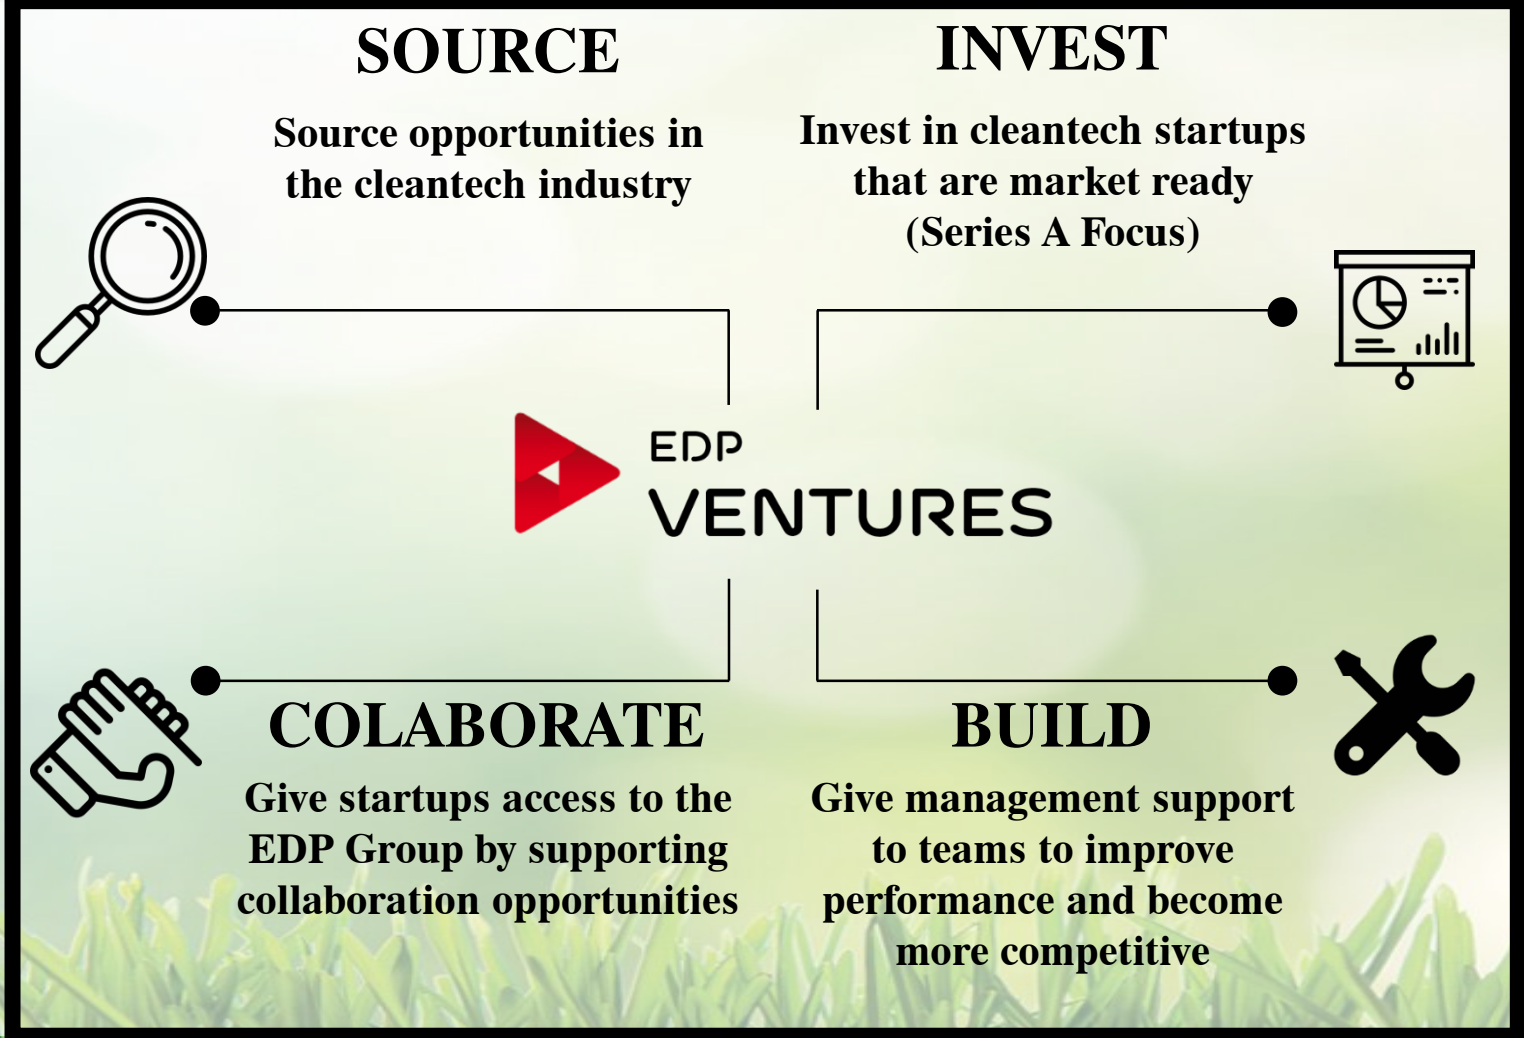 SOURCE
Source opportunities in
the cleantech industry
INVEST
Invest in cleantech startups
that are market ready
(Series A Focus)
EDP
VENTURES
COLABORATE
Give startups access to the
EDP Group by supporting
collaboration opportunities
BUILD
Give management support
to teams to improve
performance and become
more competitive